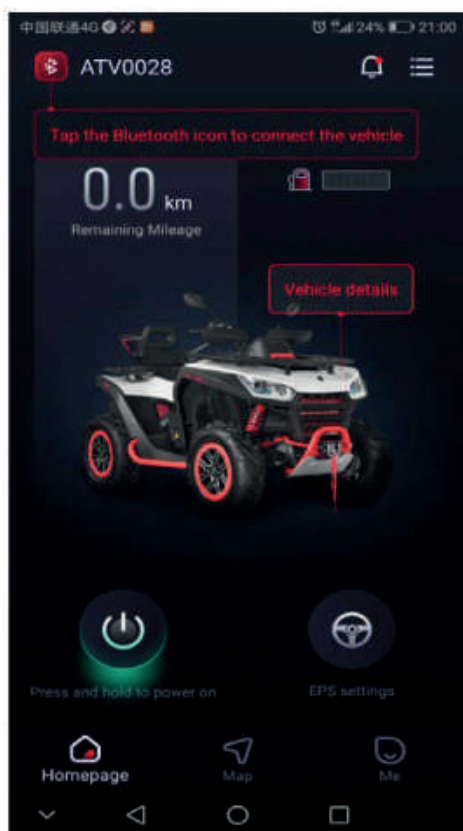 中国联通4G 24% 21:00
ATV0028
Tap the Bluetooth icon to connect the vehicle
0.0 km
Remaining Mileage
Vehicle details
Press and hold to power on
EPS settings
Homepage
Map
Me